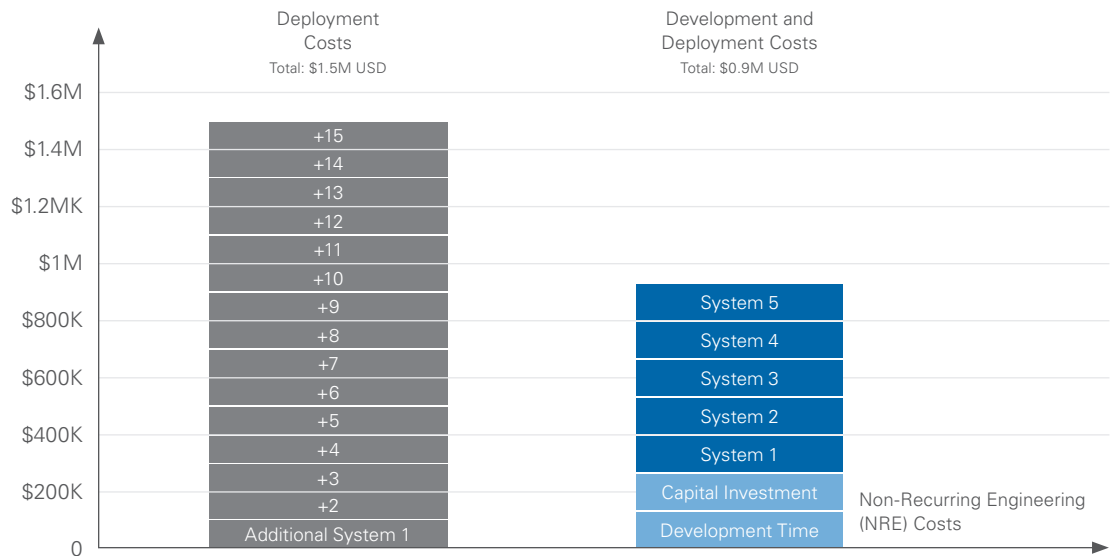 Deployment
Costs
Total: $1.5M USD
Development and
Deployment Costs
Total: $0.9M USD
$1.6M
$1.4M
$1.2MK
$1M
$800K
$600K
$400K
$200K
0
+15
+14
+13
+12
+11
+10
+9
+8
+7
+6
+5
+4
+3
+2
Additional System 1
System 5
System 4
System 3
System 2
System 1
Capital Investment
Development Time
Non-Recurring Engineering
(NRE) Costs